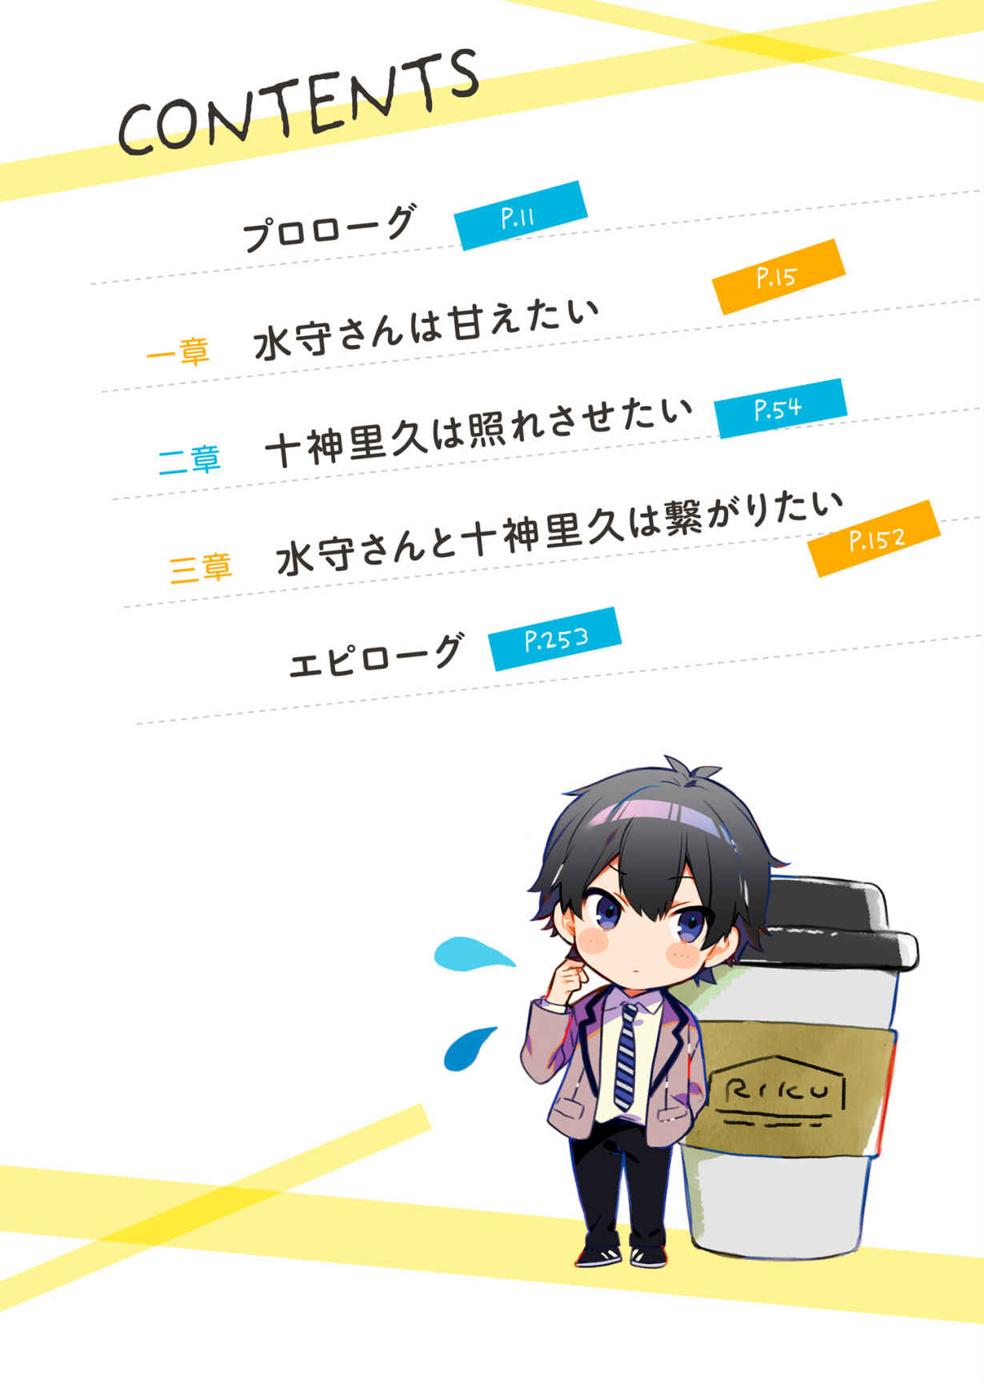 CONTENTS
プロローグ P.11
一章 水守さんは甘えたい P.15
二章 十神里久は照れさせたい P.54
三章 水守さんと十神里久は繋がりたい P.152
エピローグ P.253
RIKU